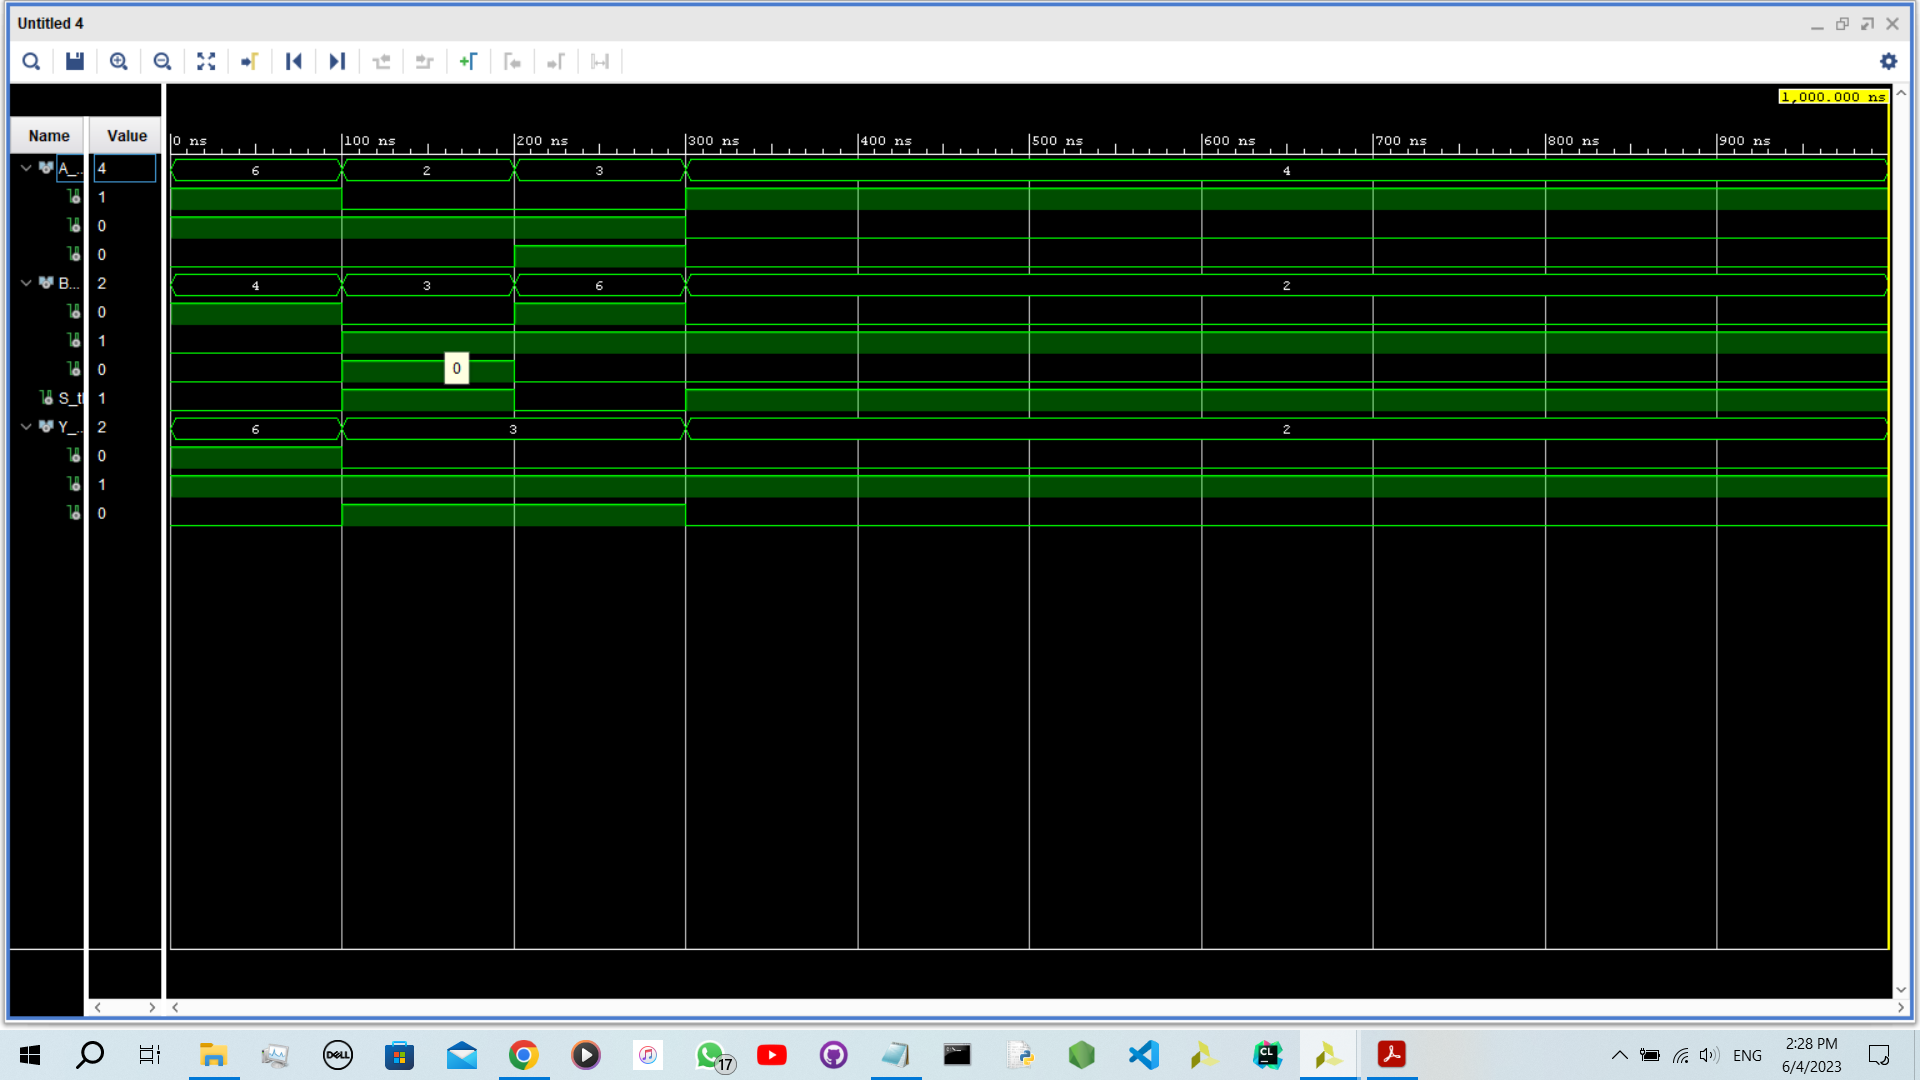 Untitled 4
1,000.000 ns
Name Value
0 ns 100 ns 200 ns 300 ns 400 ns 500 ns 600 ns 700 ns 800 ns 900 ns
A_... 4 6 2 3 4
1
0
0
B... 2 4 3 6 2
0
1
0 0
S_tl 1
Y_... 2 6 3 2
0
1
0
DELL
17
CL
ENG
2:28 PM
6/4/2023